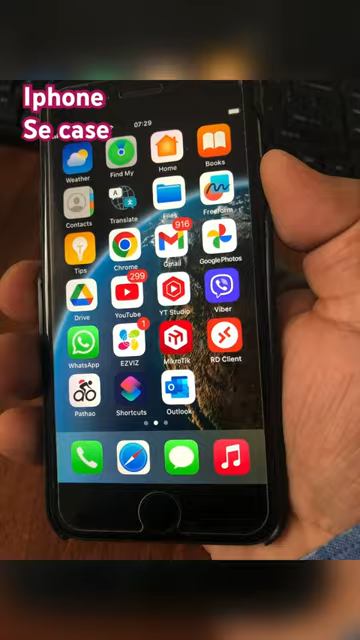 Iphone
Se case
07:29
Weather
Find My
Home
Books
Contacts
Translate
Files
Freeform
Tips
Chrome
916
Gmail
Google Photos
Drive
299
YouTube
YT Studio
Viber
WhatsApp
1
EZVIZ
MikroTik
RD Client
Pathao
Shortcuts
Outlook